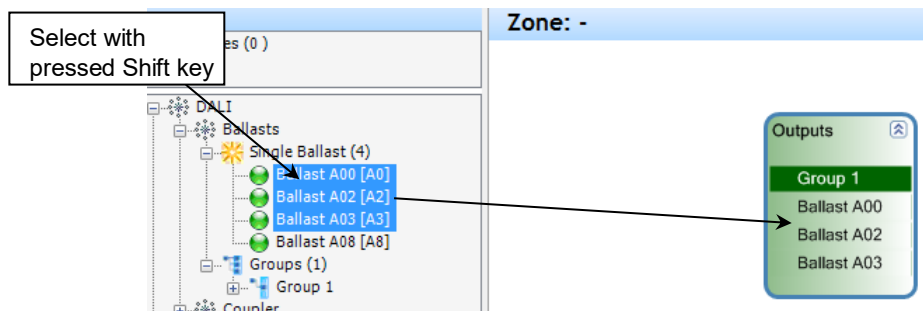 Zone: -
Select with
pressed Shift key
es (0 )
DALI
Ballasts
Single Ballast (4)
Ballast A00 [A0]
Ballast A02 [A2]
Ballast A03 [A3]
Ballast A08 [A8]
Groups (1)
Group 1
Coupler
Outputs
Group 1
Ballast A00
Ballast A02
Ballast A03